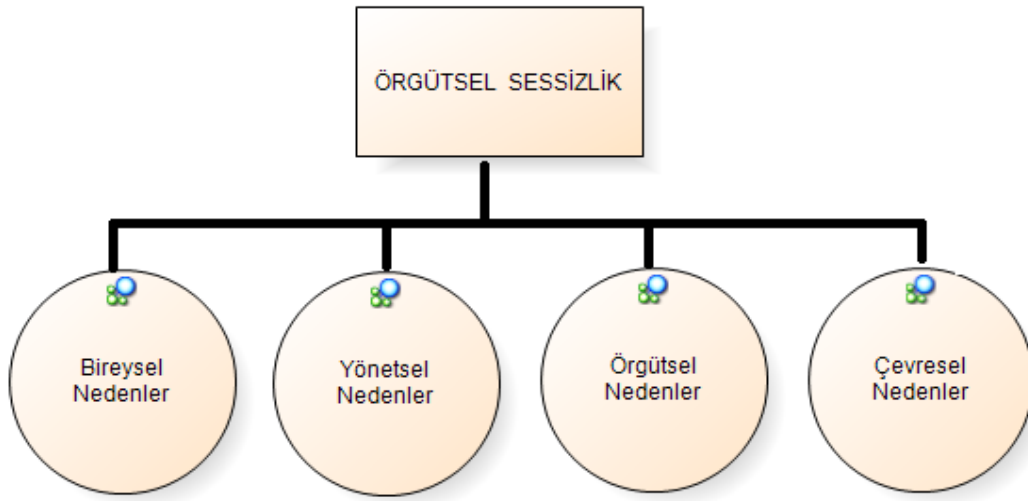 ÖRGÜTSEL SESSİZLİK
Bireysel
Nedenler
Yönetsel
Nedenler
Örgütsel
Nedenler
Çevresel
Nedenler